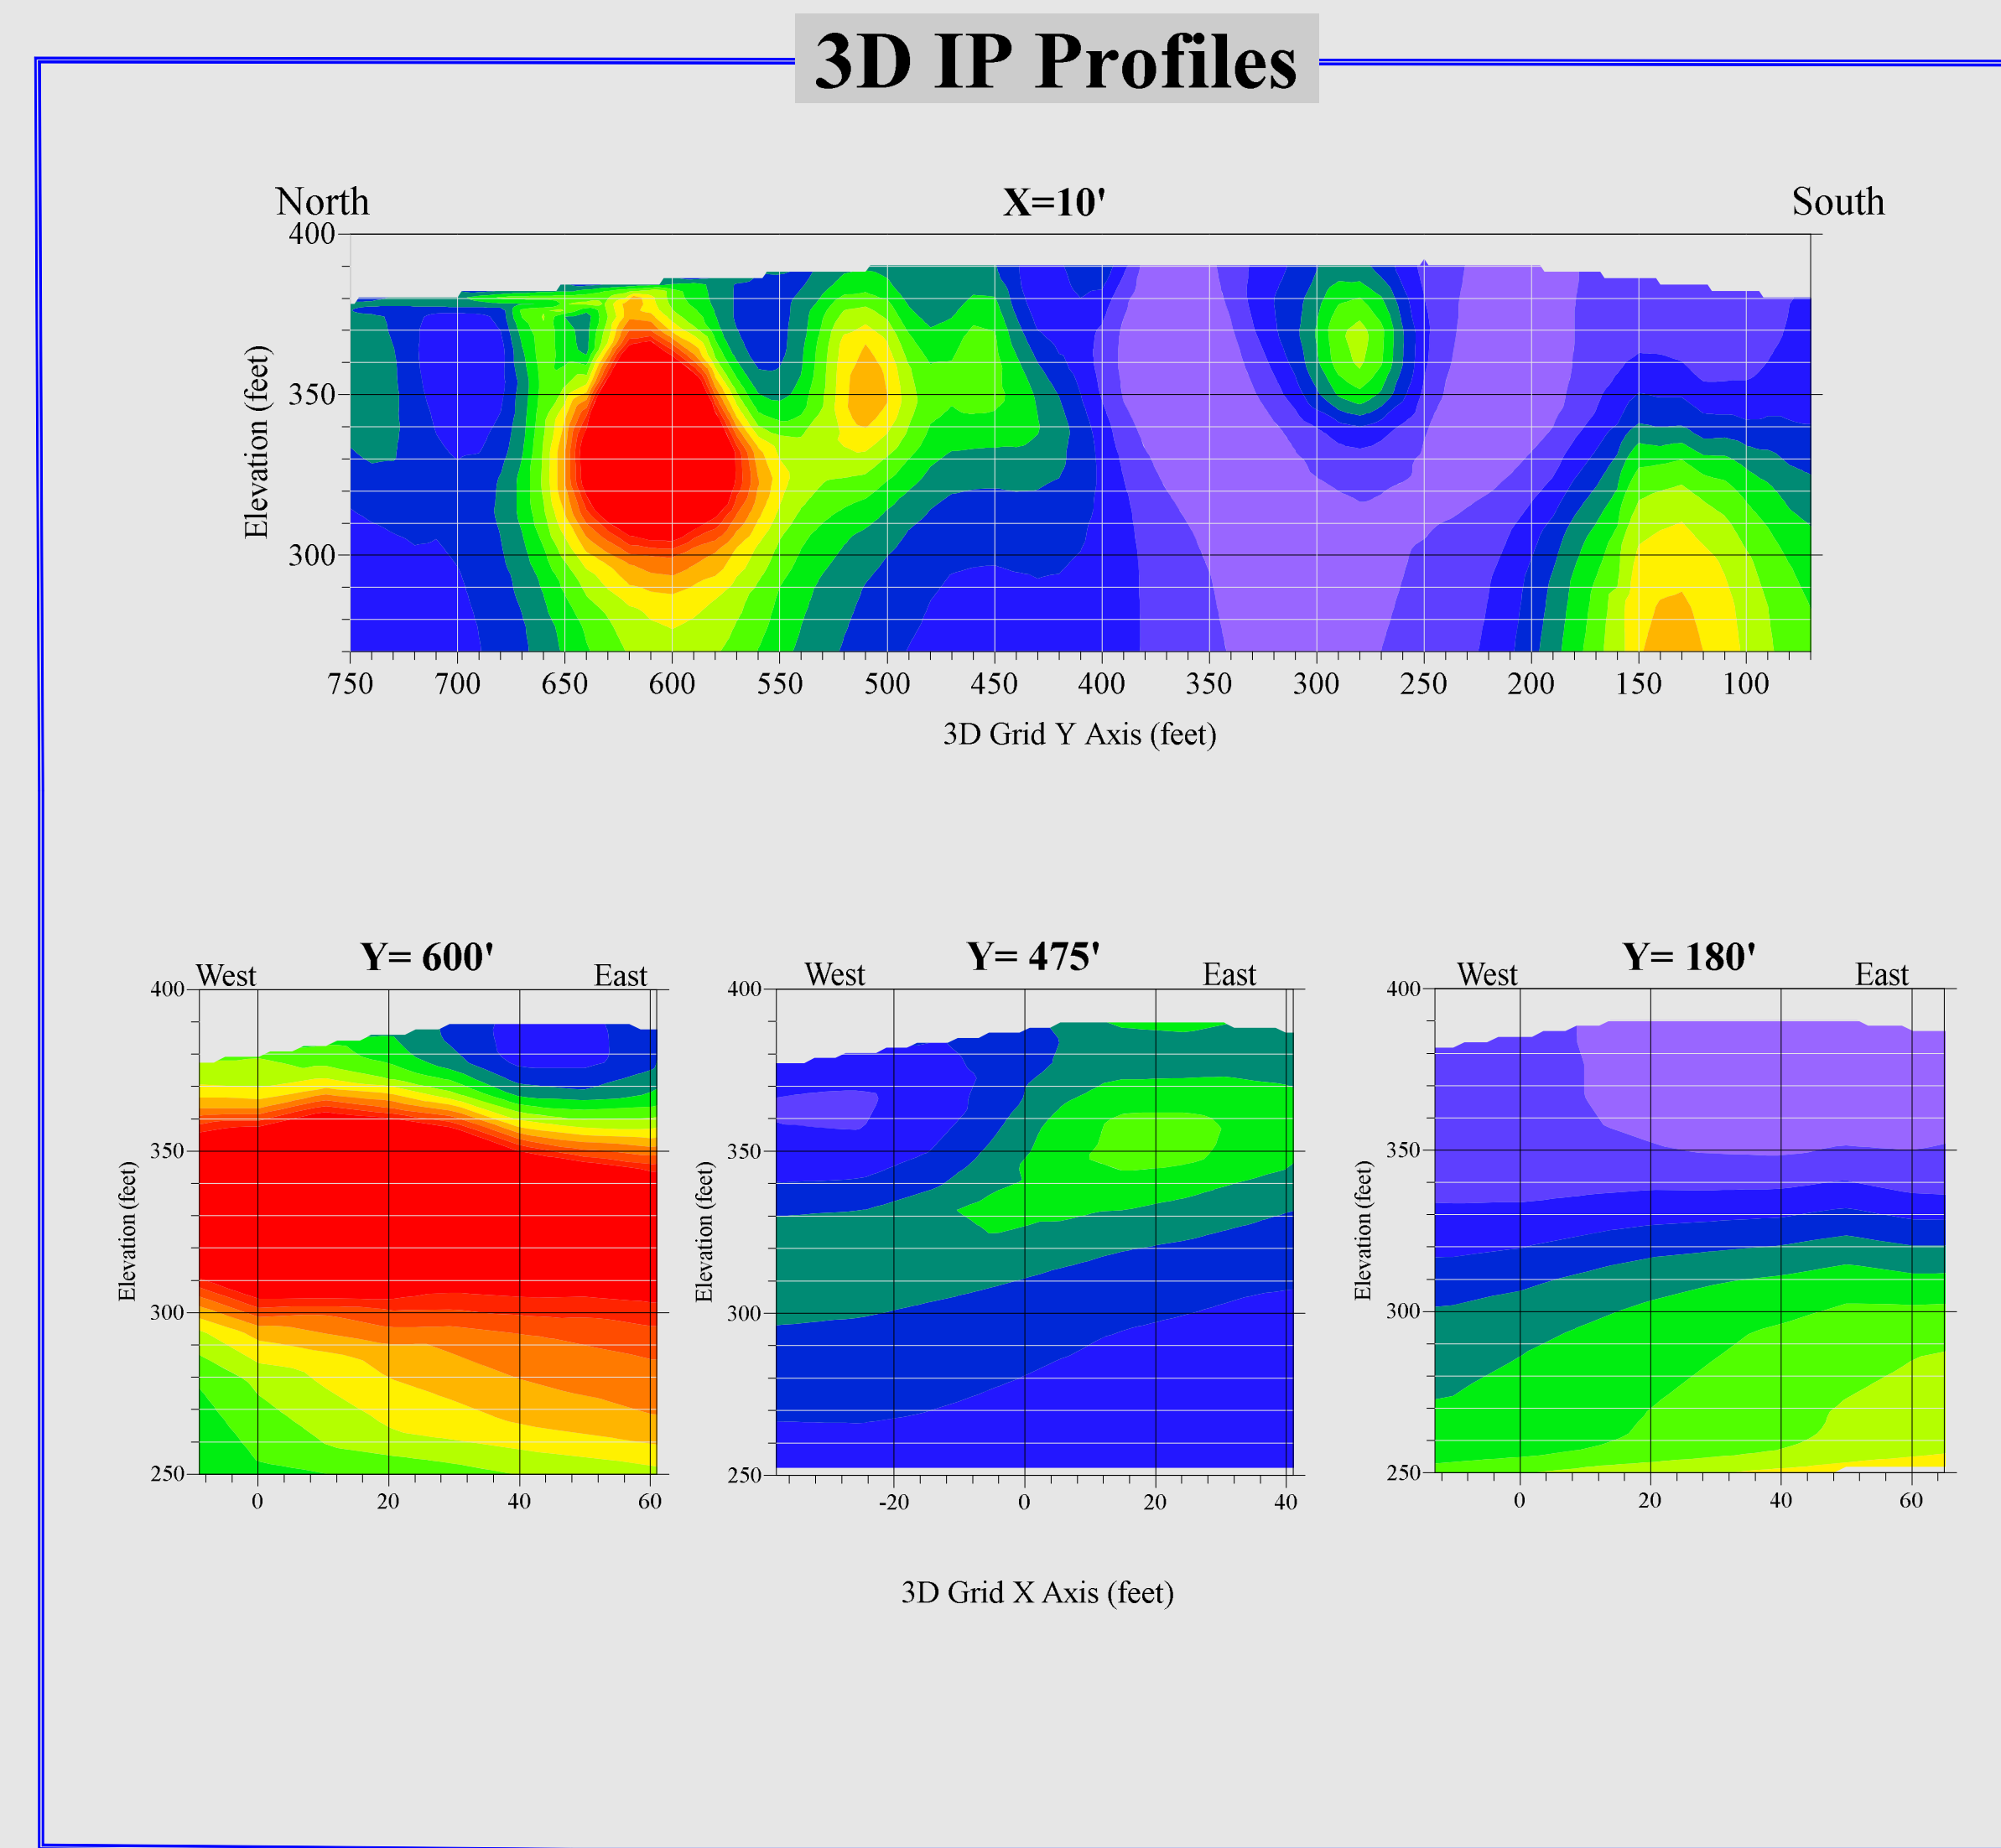 3D IP Profiles
North X=10' South
400
350
300
Elevation (feet)
750 700 650 600 550 500 450 400 350 300 250 200 150 100
3D Grid Y Axis (feet)
Y= 600' Y= 475' Y= 180'
West East West East West East
400 400 400
350 350 350
Elevation (feet) Elevation (feet) Elevation (feet)
300 300 300
250 250 250
0 20 40 60 -20 0 20 40 0 20 40 60
3D Grid X Axis (feet)